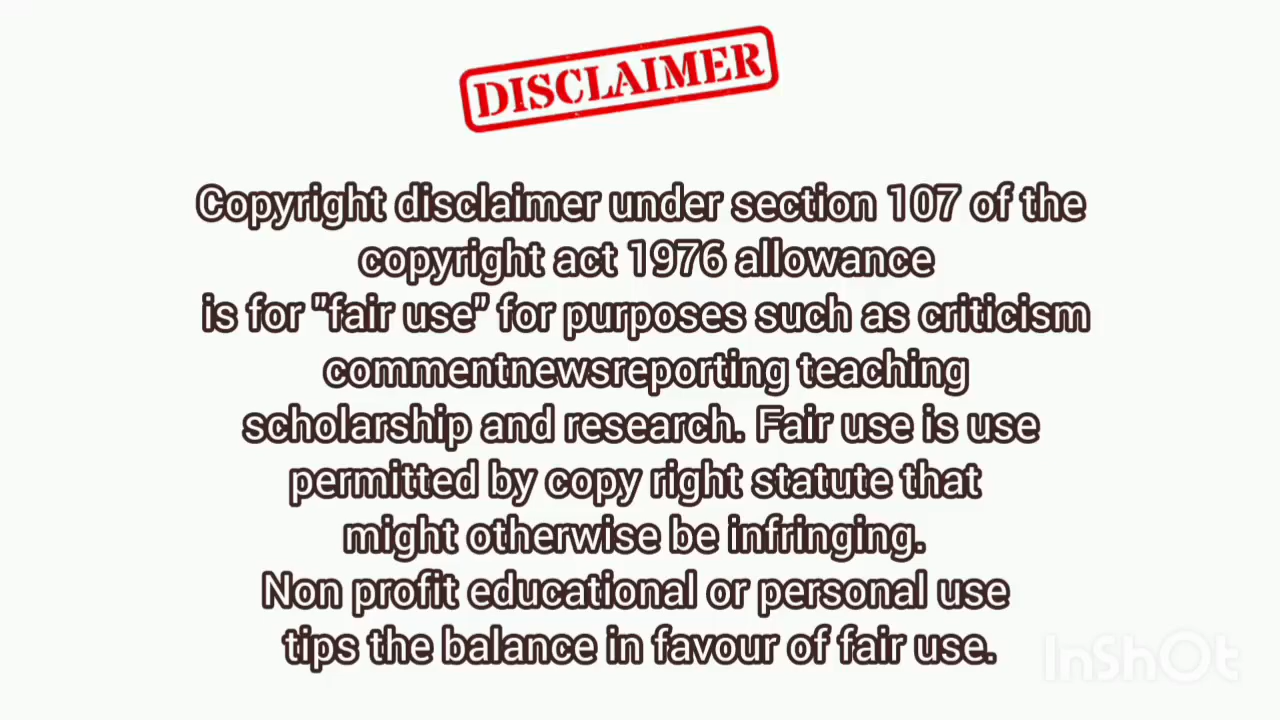 DISCLAIMER
Copyright disclaimer under section 107 of the
copyright act 1976 allowance
is for "fair use" for purposes such as criticism
commentnewsreporting teaching
scholarship and research. Fair use is use
permitted by copy right statute that
might otherwise be infringing.
Non profit educational or personal use
tips the balance in favour of fair use.
InShOt